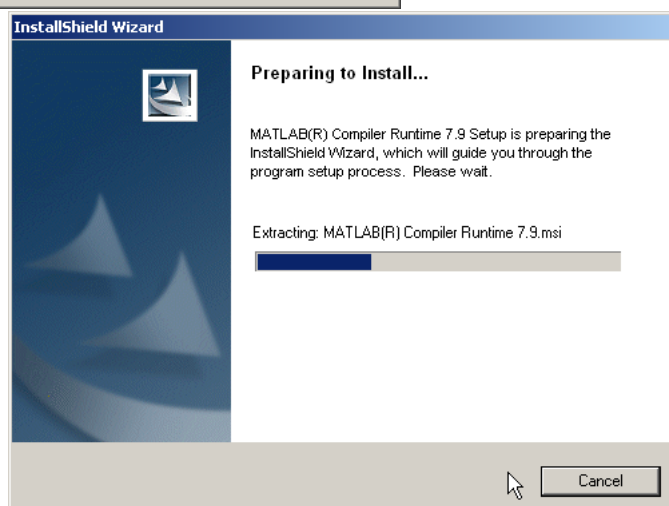 InstallShield Wizard
Preparing to Install...
MATLAB(R) Compiler Runtime 7.9 Setup is preparing the
InstallShield Wizard, which will guide you through the
program setup process. Please wait.
Extracting: MATLAB(R) Compiler Runtime 7.9.msi
Cancel